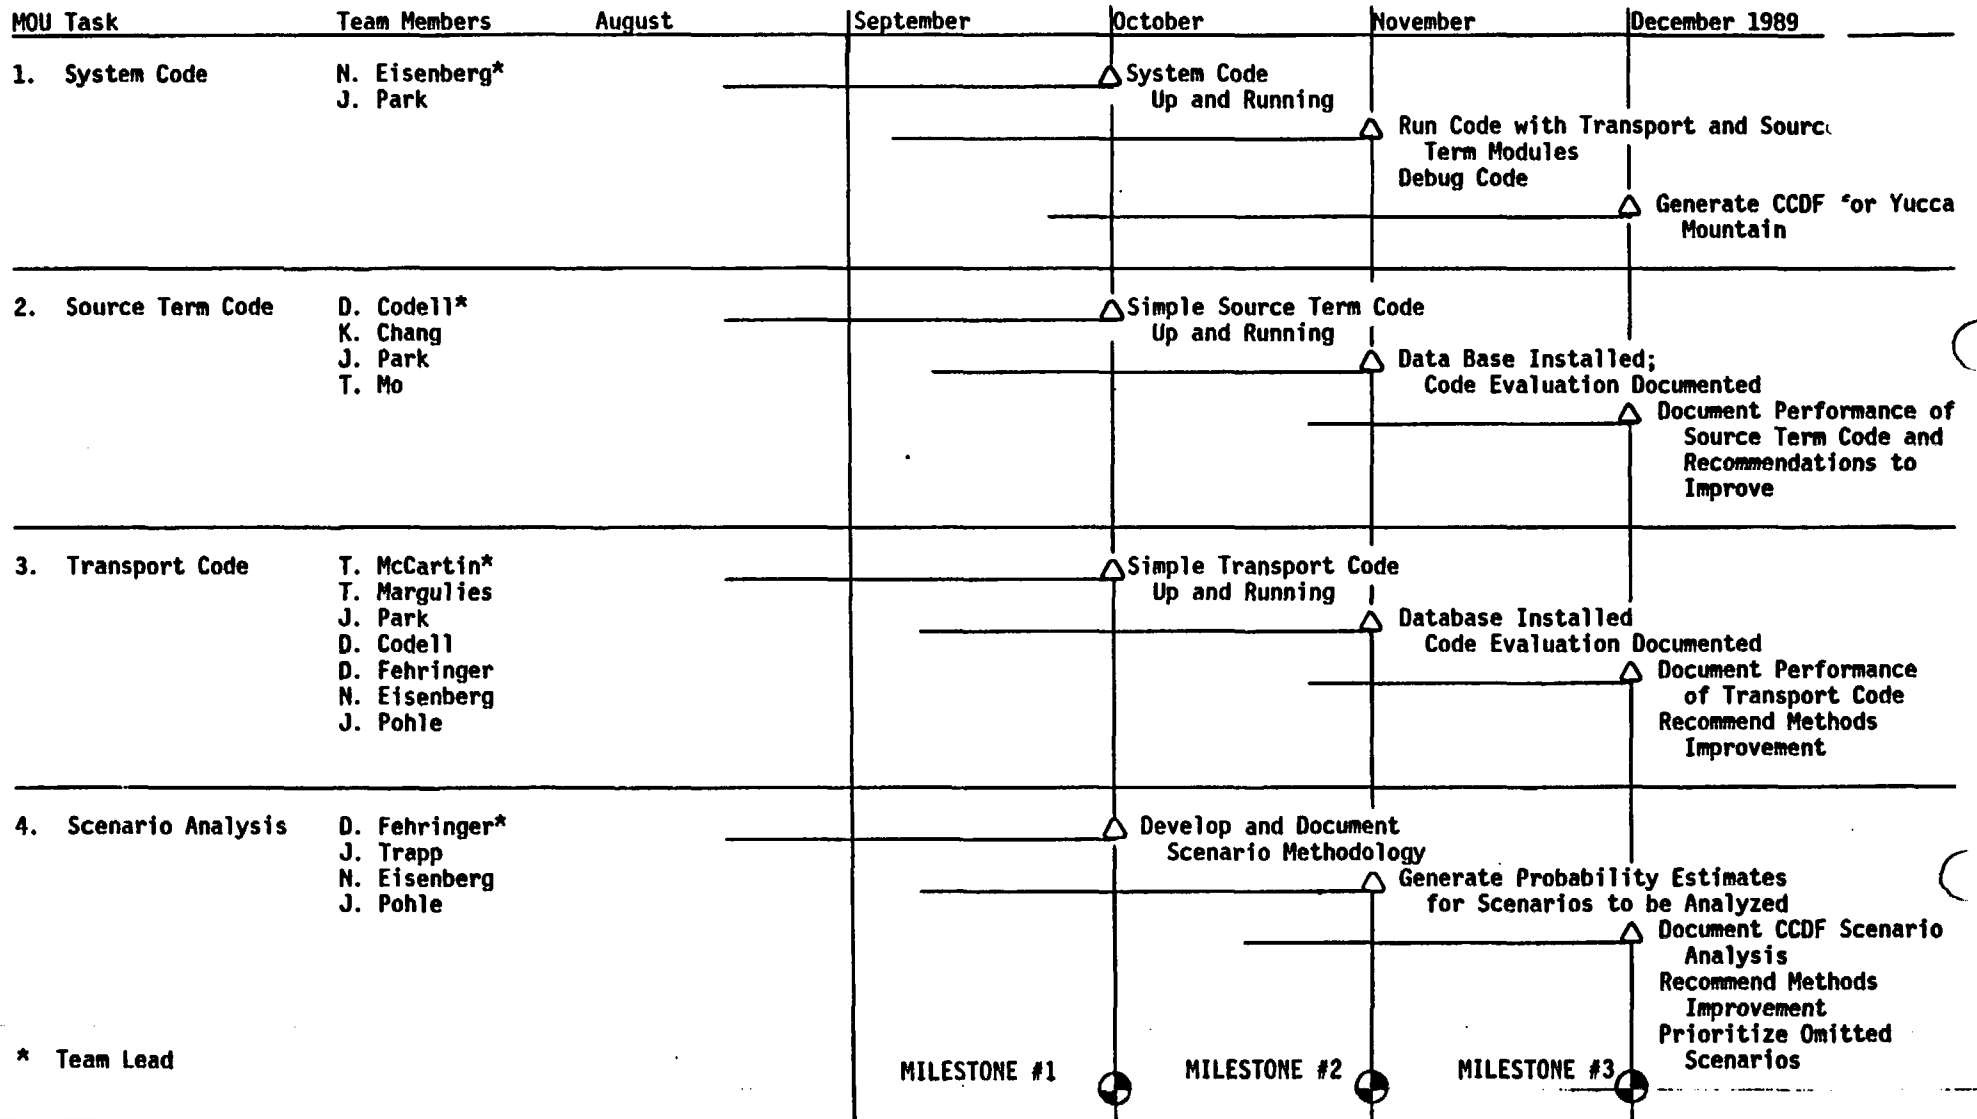 MOU Task Team Members August September October November December 1989
1. System Code N. Eisenberg* System Code
J. Park Up and Running
Run Code with Transport and Sourc
Term Modules
Debug Code
Generate CCDF for Yucca
Mountain
2. Source Term Code D. Codell* Simple Source Term Code
K. Chang Up and Running
J. Park Data Base Installed;
T. Mo Code Evaluation Documented
Document Performance of
Source Term Code and
Recommendations to
Improve
3. Transport Code T. McCartin* Simple Transport Code
T. Margulies Up and Running
J. Park Database Installed
D. Codell Code Evaluation Documented
D. Fehringer Document Performance
N. Eisenberg of Transport Code
J. Pohle Recommend Methods
Improvement
4. Scenario Analysis D. Fehringer* Develop and Document
J. Trapp Scenario Methodology
N. Eisenberg Generate Probability Estimates
J. Pohle for Scenarios to be Analyzed
Document CCDF Scenario
Analysis
Recommend Methods
Improvement
Prioritize Omitted
* Team Lead Scenarios
MILESTONE #1 MILESTONE #2 MILESTONE #3